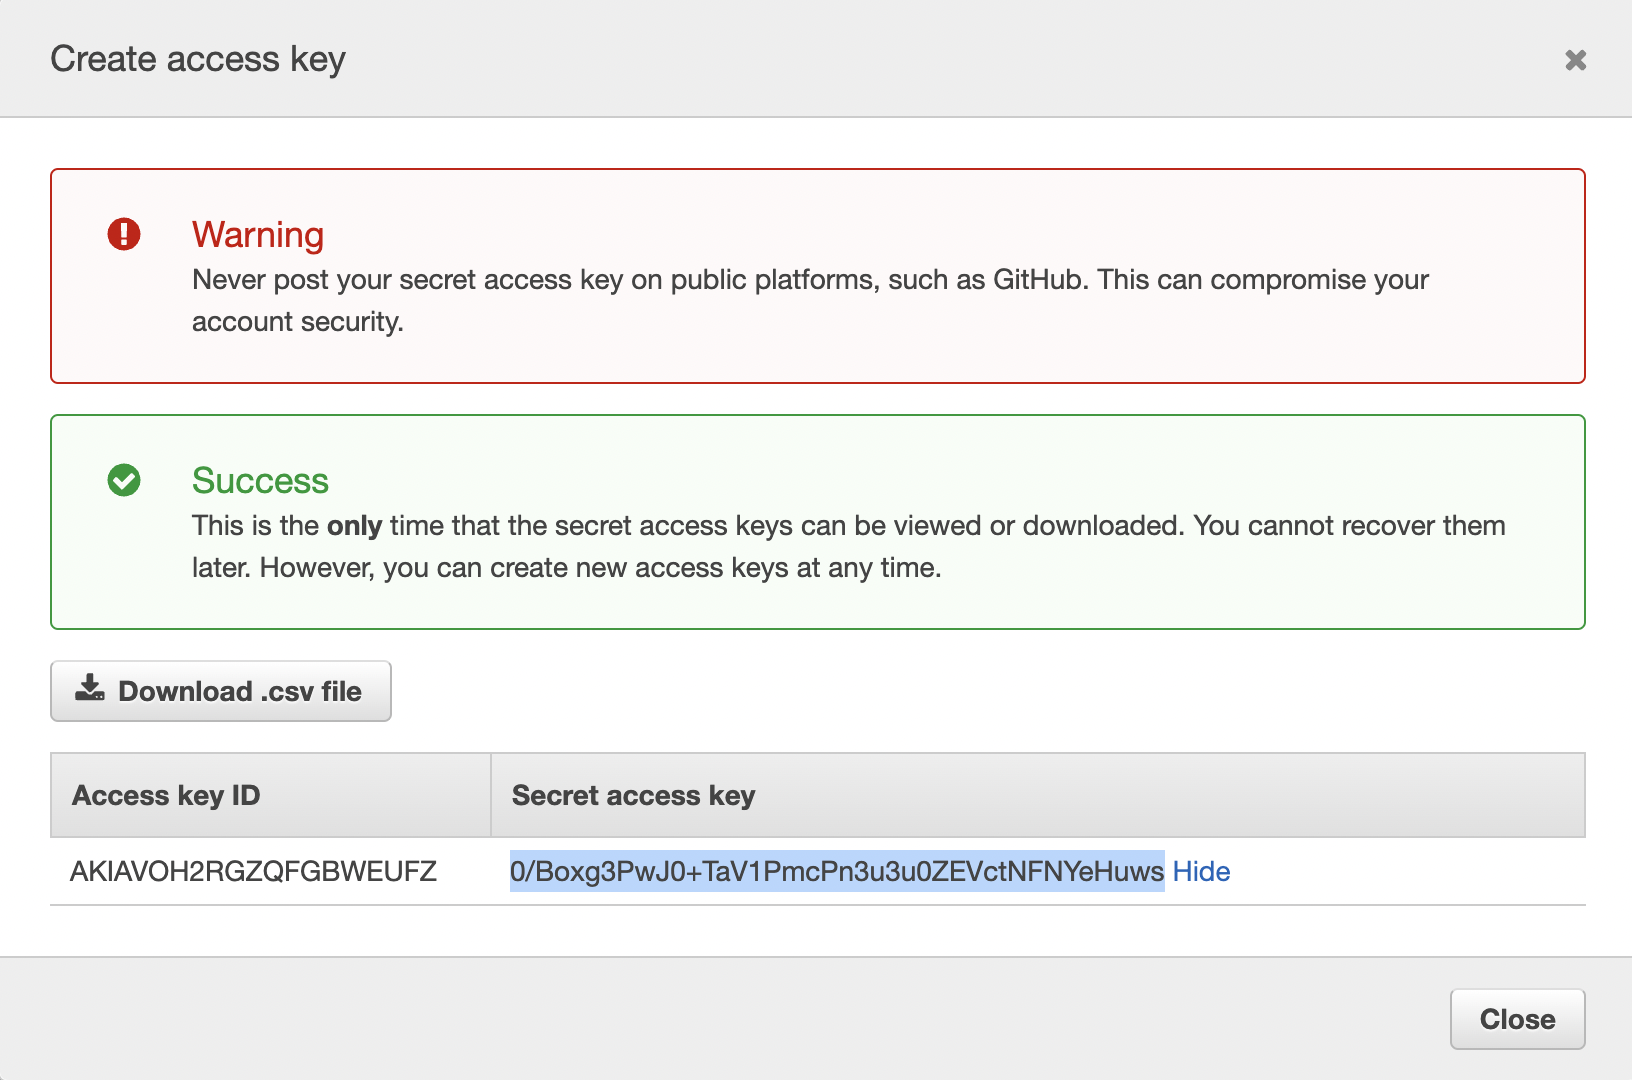 Create access key
Warning
Never post your secret access key on public platforms, such as GitHub. This can compromise your
account security.
Success
This is the only time that the secret access keys can be viewed or downloaded. You cannot recover them
later. However, you can create new access keys at any time.
Download .csv file
Access key ID Secret access key
AKIAVOH2RGZQFGBWEUFZ 0/Boxg3PwJ0+TaV1PmcPn3u3u0ZEVctNFNYeHuws Hide
Close